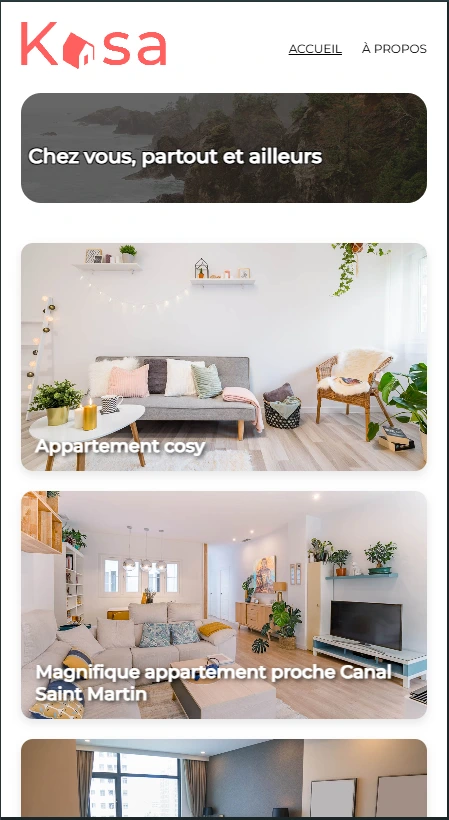 Kasa
ACCUEIL
À PROPOS
Chez vous, partout et ailleurs
Appartement cosy
Magnifique appartement proche Canal
Saint Martin